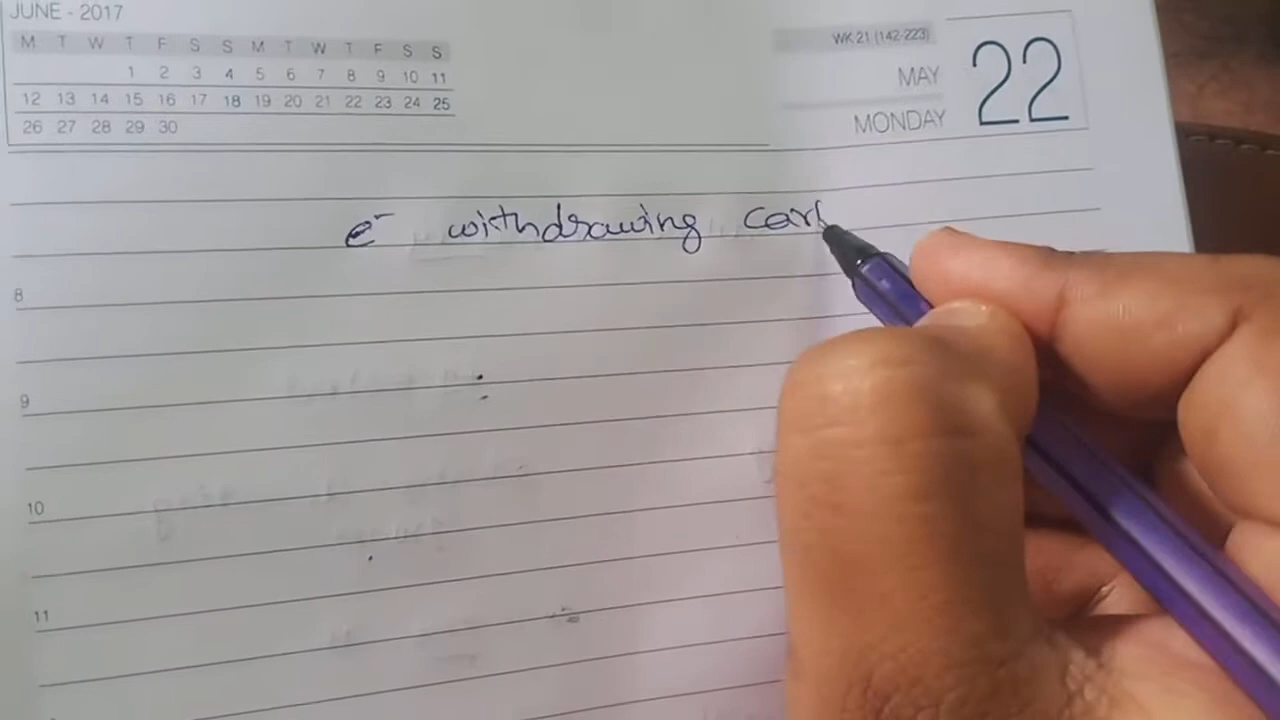 JUNE - 2017
M T W T F S S M T W T F S S
1 2 3 4 5 6 7 8 9 10 11
12 13 14 15 16 17 18 19 20 21 22 23 24 25
26 27 28 29 30
WK 21 (142-223)
MAY
MONDAY
22
e⁻ withdrawing carb
8
9
10
11